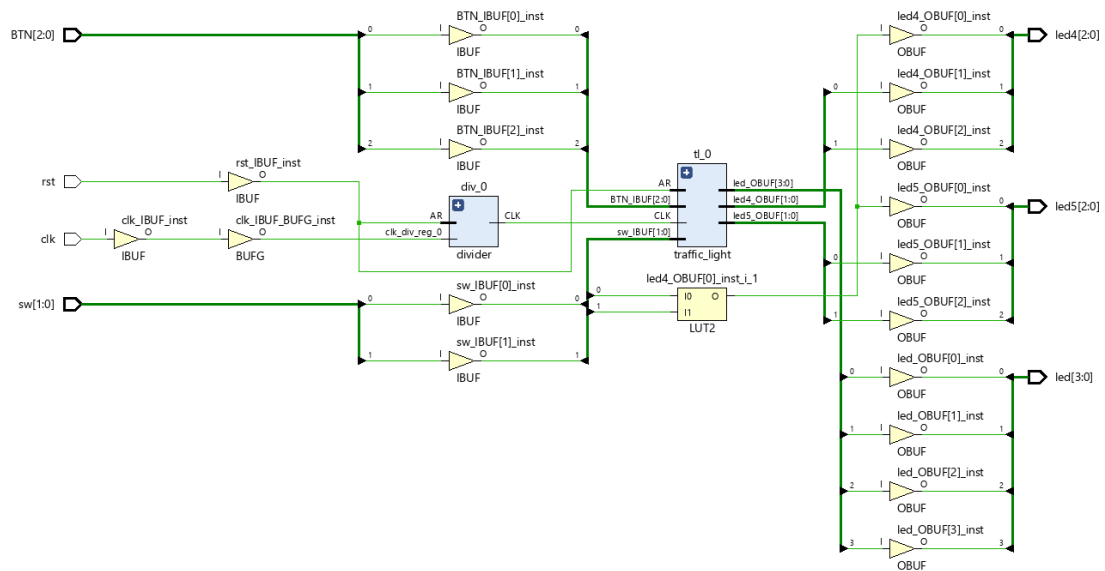 BTN[2:0]
0
I
BTN_IBUF[0]_inst
O
0
IBUF
1
I
BTN_IBUF[1]_inst
O
1
IBUF
2
I
BTN_IBUF[2]_inst
O
2
IBUF
rst
I
rst_IBUF_inst
O
IBUF
clk
I
clk_IBUF_inst
O
IBUF
I
clk_IBUF_BUFG_inst
O
BUFG
div_0
AR
clk_div_reg_0
CLK
divider
sw[1:0]
0
I
sw_IBUF[0]_inst
O
0
IBUF
1
I
sw_IBUF[1]_inst
O
1
IBUF
tl_0
AR
BTN_IBUF[2:0]
CLK
sw_IBUF[1:0]
led_OBUF[3:0]
led4_OBUF[1:0]
led5_OBUF[1:0]
traffic_light
led4_OBUF[0]_inst_i_1
0
I0
O
1
I1
LUT2
led4_OBUF[0]_inst
I
O
0
OBUF
led4[2:0]
led4_OBUF[1]_inst
0
I
O
1
OBUF
led4_OBUF[2]_inst
1
I
O
2
OBUF
led5_OBUF[0]_inst
I
O
0
OBUF
led5[2:0]
led5_OBUF[1]_inst
0
I
O
1
OBUF
led5_OBUF[2]_inst
1
I
O
2
OBUF
led_OBUF[0]_inst
0
I
O
0
OBUF
led[3:0]
led_OBUF[1]_inst
1
I
O
1
OBUF
led_OBUF[2]_inst
2
I
O
2
OBUF
led_OBUF[3]_inst
3
I
O
3
OBUF